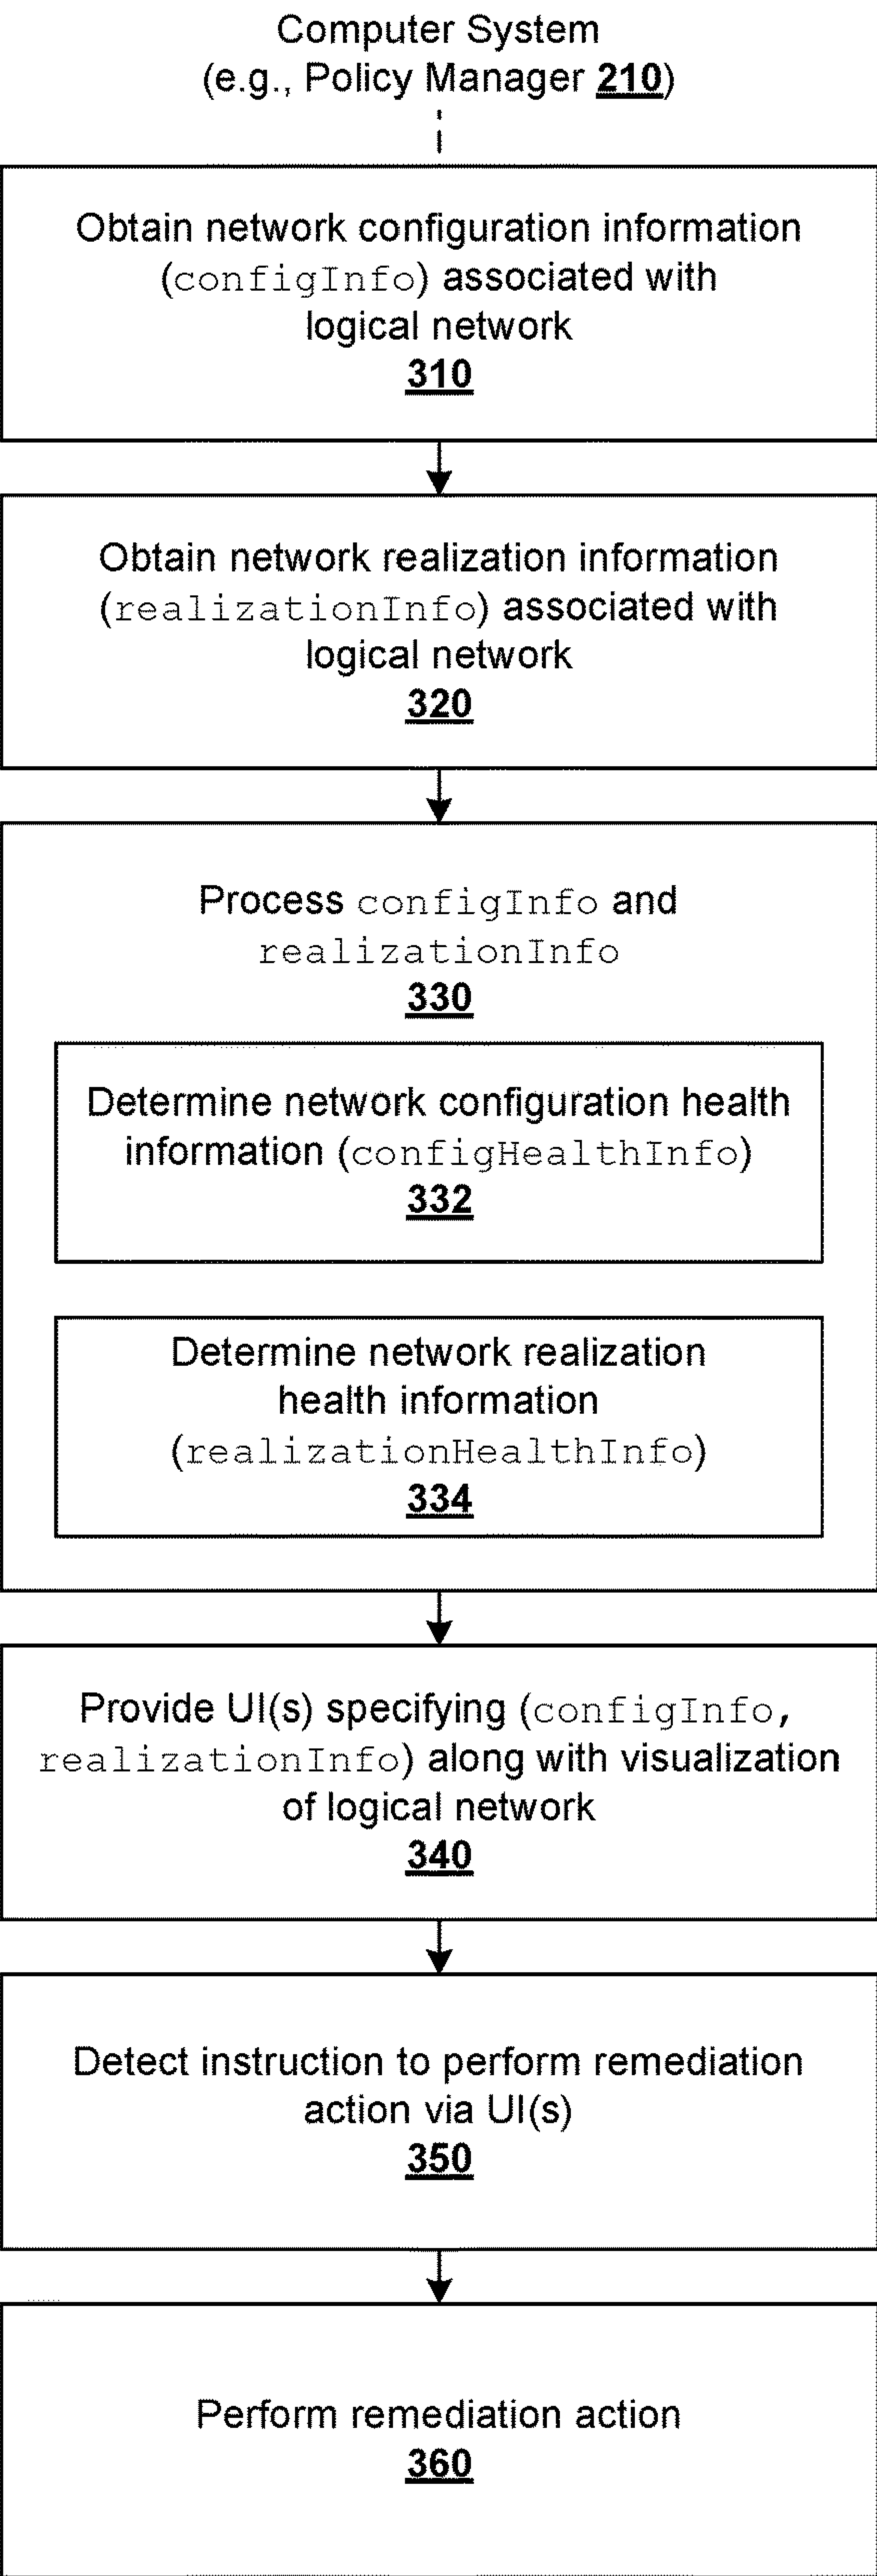 Computer System
(e.g., Policy Manager 210)
Obtain network configuration information
(configInfo) associated with
logical network
310
Obtain network realization information
(realizationInfo) associated with
logical network
320
Process configInfo and
realizationInfo
330
Determine network configuration health
information (configHealthInfo)
332
Determine network realization
health information
(realizationHealthInfo)
334
Provide UI(s) specifying (configInfo,
realizationInfo) along with visualization
of logical network
340
Detect instruction to perform remediation
action via UI(s)
350
Perform remediation action
360